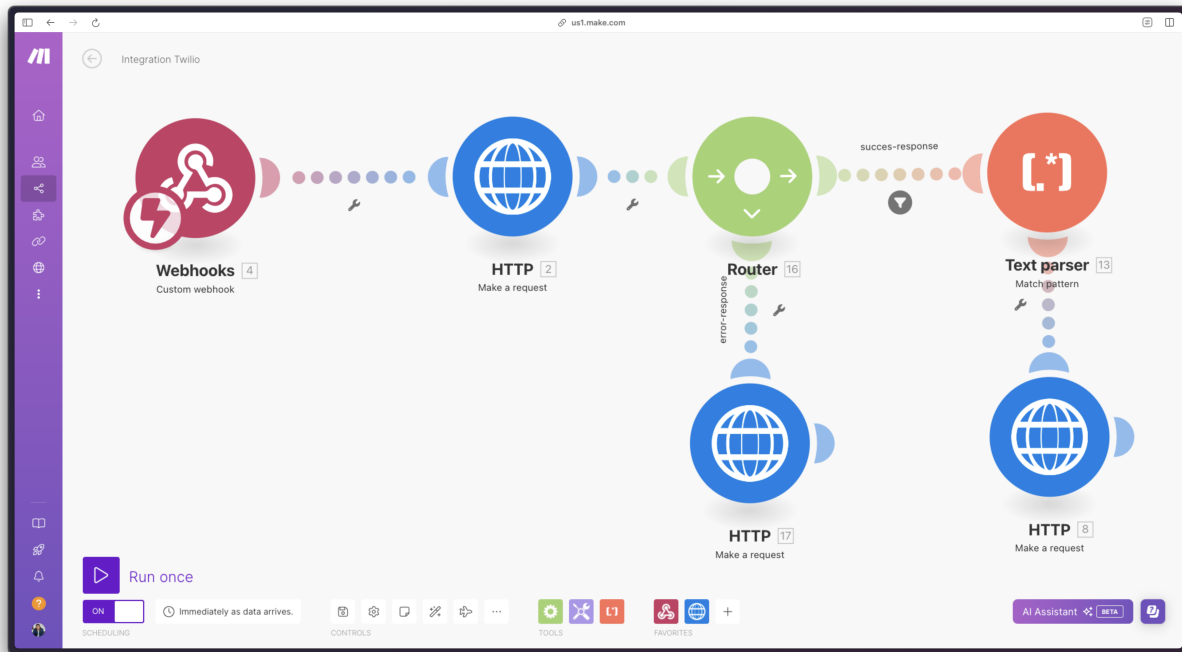 us1.make.com
Integration Twilio
succes-response
Webhooks 4
Custom webhook
HTTP 2
Make a request
Router 16
Text parser 13
Match pattern
error-response
HTTP 17
Make a request
HTTP 8
Make a request
Run once
ON
Immediately as data arrives.
SCHEDULING
CONTROLS
TOOLS
FAVORITES
AI Assistant BETA